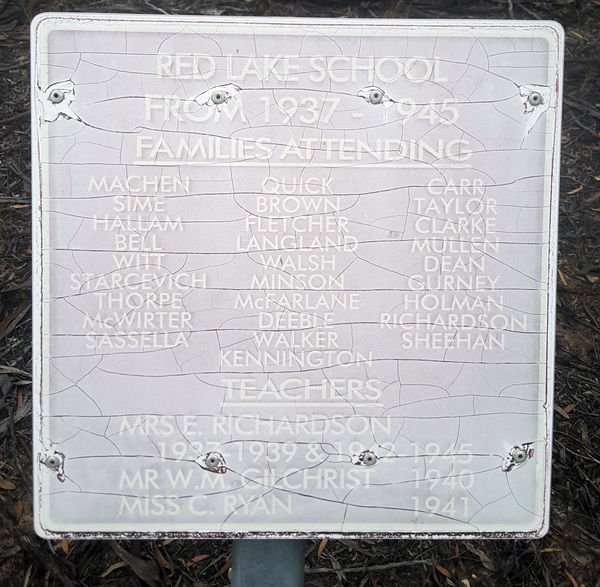 RED LAKE SCHOOL
FROM 1937 - 1945
FAMILIES ATTENDING
MACHEN QUICK CARR
SIME BROWN TAYLOR
HALLAM FLETCHER CLARKE
BELL LANGLAND MULLEN
WITT WALSH DEAN
STARCEVICH MINSON GURNEY
THORPE McFARLANE HOLMAN
McWIRTER DEEBLE RICHARDSON
SASSELLA WALKER SHEEHAN
KENNINGTON
TEACHERS
MRS E. RICHARDSON
1937 1939 & 1942 1945
MR W.M. GILCHRIST 1940
MISS C. RYAN 1941